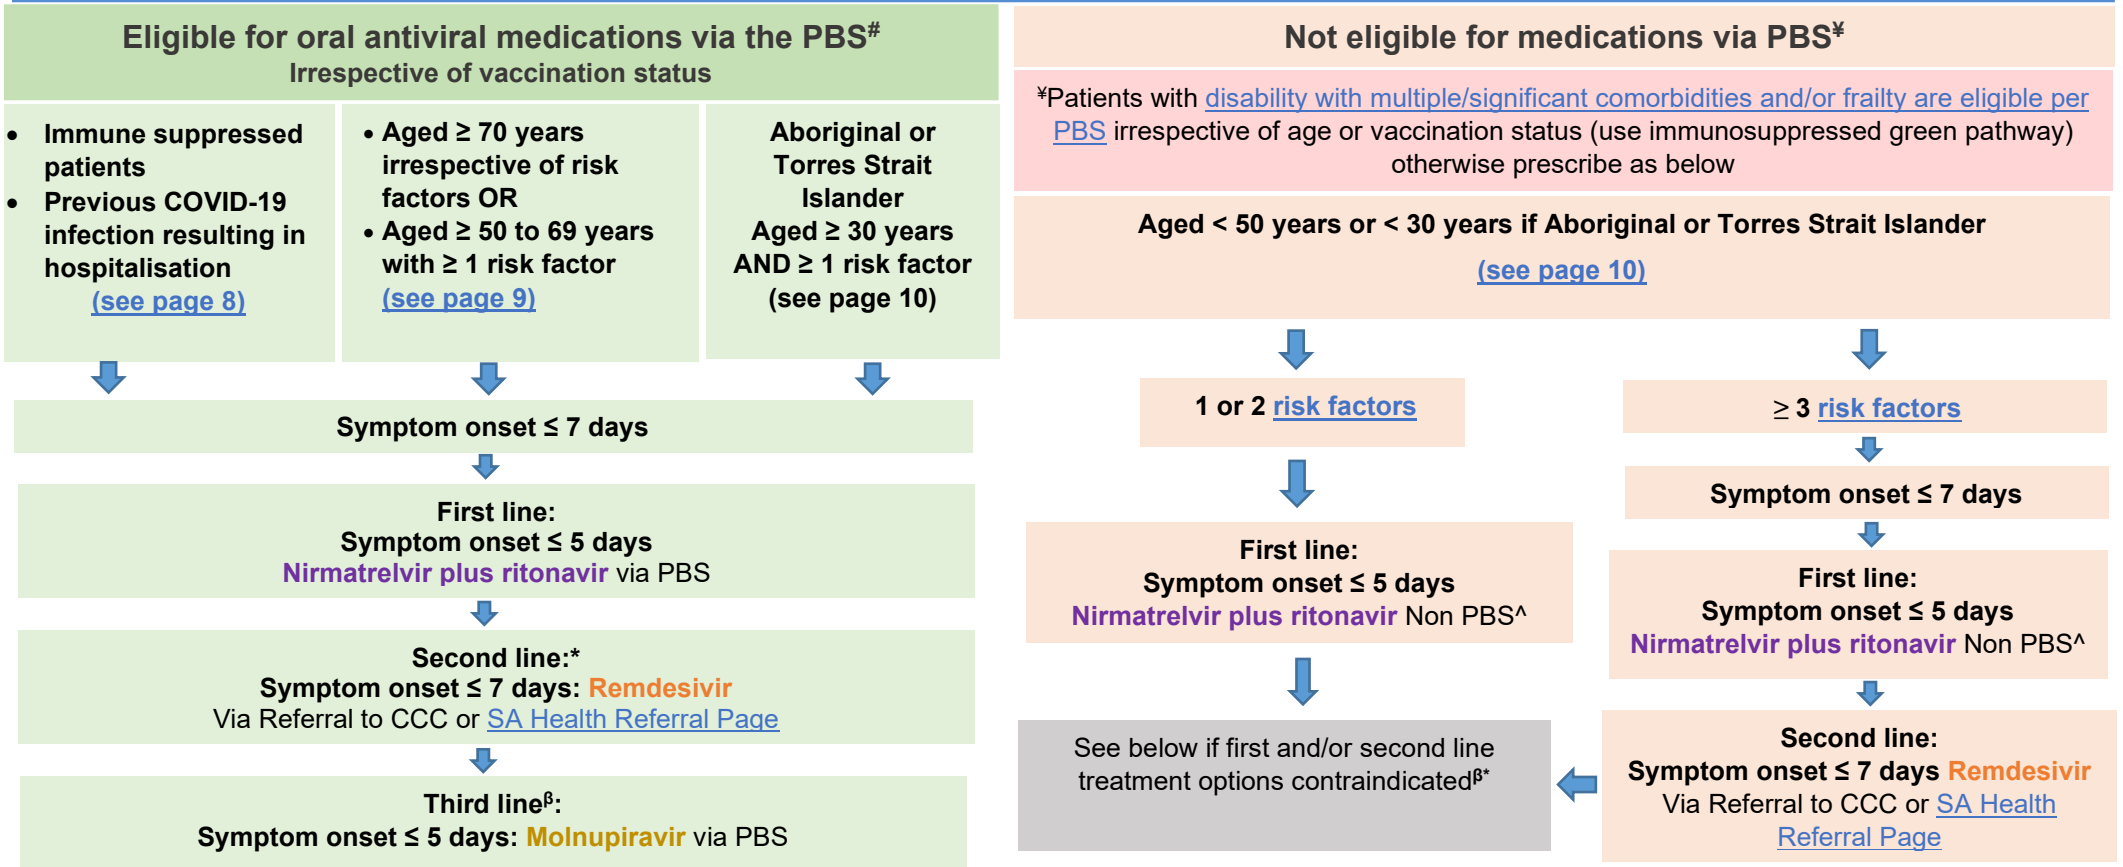 Eligible for oral antiviral medications via the PBS#
Irrespective of vaccination status
• Immune suppressed
patients
• Previous COVID-19
infection resulting in
hospitalisation
(see page 8)
• Aged ≥ 70 years
irrespective of risk
factors OR
• Aged ≥ 50 to 69 years
with ≥ 1 risk factor
(see page 9)
Aboriginal or
Torres Strait
Islander
Aged ≥ 30 years
AND ≥ 1 risk factor
(see page 10)
Symptom onset ≤ 7 days
First line:
Symptom onset ≤ 5 days
Nirmatrelvir plus ritonavir via PBS
Second line:*
Symptom onset ≤ 7 days: Remdesivir
Via Referral to CCC or SA Health Referral Page
Third lineᵝ:
Symptom onset ≤ 5 days: Molnupiravir via PBS
Not eligible for medications via PBS¥
¥Patients with disability with multiple/significant comorbidities and/or frailty are eligible per
PBS irrespective of age or vaccination status (use immunosuppressed green pathway)
otherwise prescribe as below
Aged < 50 years or < 30 years if Aboriginal or Torres Strait Islander
(see page 10)
1 or 2 risk factors
First line:
Symptom onset ≤ 5 days
Nirmatrelvir plus ritonavir Non PBS^
See below if first and/or second line
treatment options contraindicatedᵝ*
≥ 3 risk factors
Symptom onset ≤ 7 days
First line:
Symptom onset ≤ 5 days
Nirmatrelvir plus ritonavir Non PBS^
Second line:
Symptom onset ≤ 7 days Remdesivir
Via Referral to CCC or SA Health
Referral Page